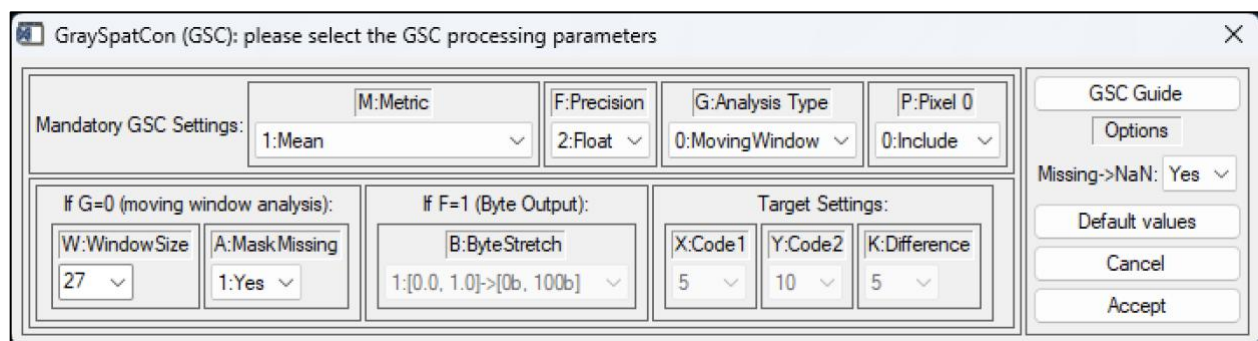 GraySpatCon (GSC): please select the GSC processing parameters
Mandatory GSC Settings:
M:Metric
1:Mean
F:Precision
2:Float
G:Analysis Type
0:MovingWindow
P:Pixel 0
0:Include
If G=0 (moving window analysis):
W:WindowSize
27
A:MaskMissing
1:Yes
If F=1 (Byte Output):
B:ByteStretch
1:[0.0, 1.0]->[0b, 100b]
Target Settings:
X:Code1
5
Y:Code2
10
K:Difference
5
GSC Guide
Options
Missing->NaN: Yes
Default values
Cancel
Accept